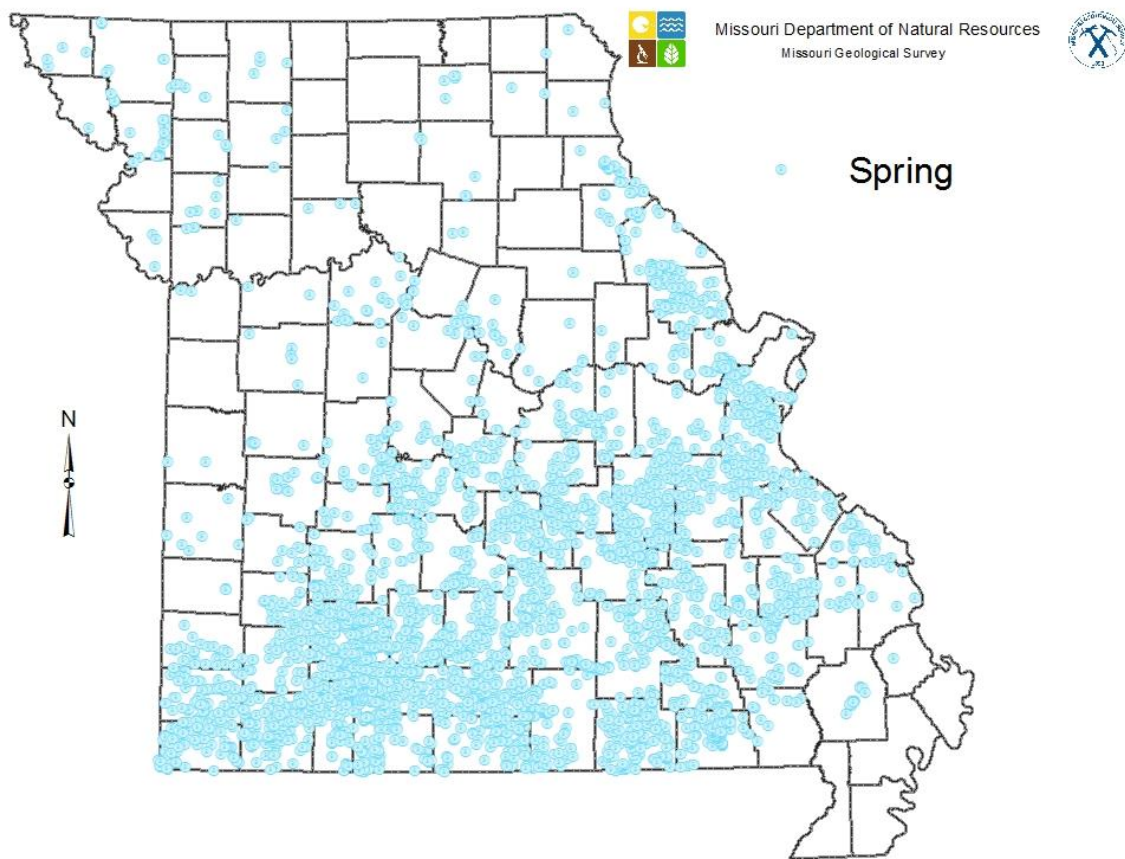 Missouri Department of Natural Resources
Missouri Geological Survey
Spring
N